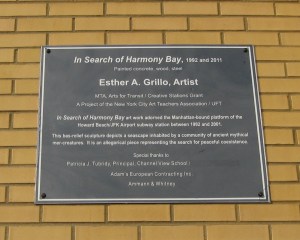 In Search of Harmony Bay, 1992 and 2011
Painted concrete, wood, steel
Esther A. Grillo, Artist
MTA, Arts for Transit / Creative Stations Grant
A Project of the New York City Art Teachers Association / UFT
In Search of Harmony Bay art work adorned the Manhattan-bound platform of the
Howard Beach/JFK Airport subway station between 1992 and 2001.
This bas-relief sculpture depicts a seascape inhabited by a community of ancient mythical
mer-creatures. It is an allegorical piece representing the search for peaceful coexistence.
Special thanks to:
Patricia J. Tubridy, Principal, Channel View School
Adam's European Contracting Inc
Ammann & Whitney